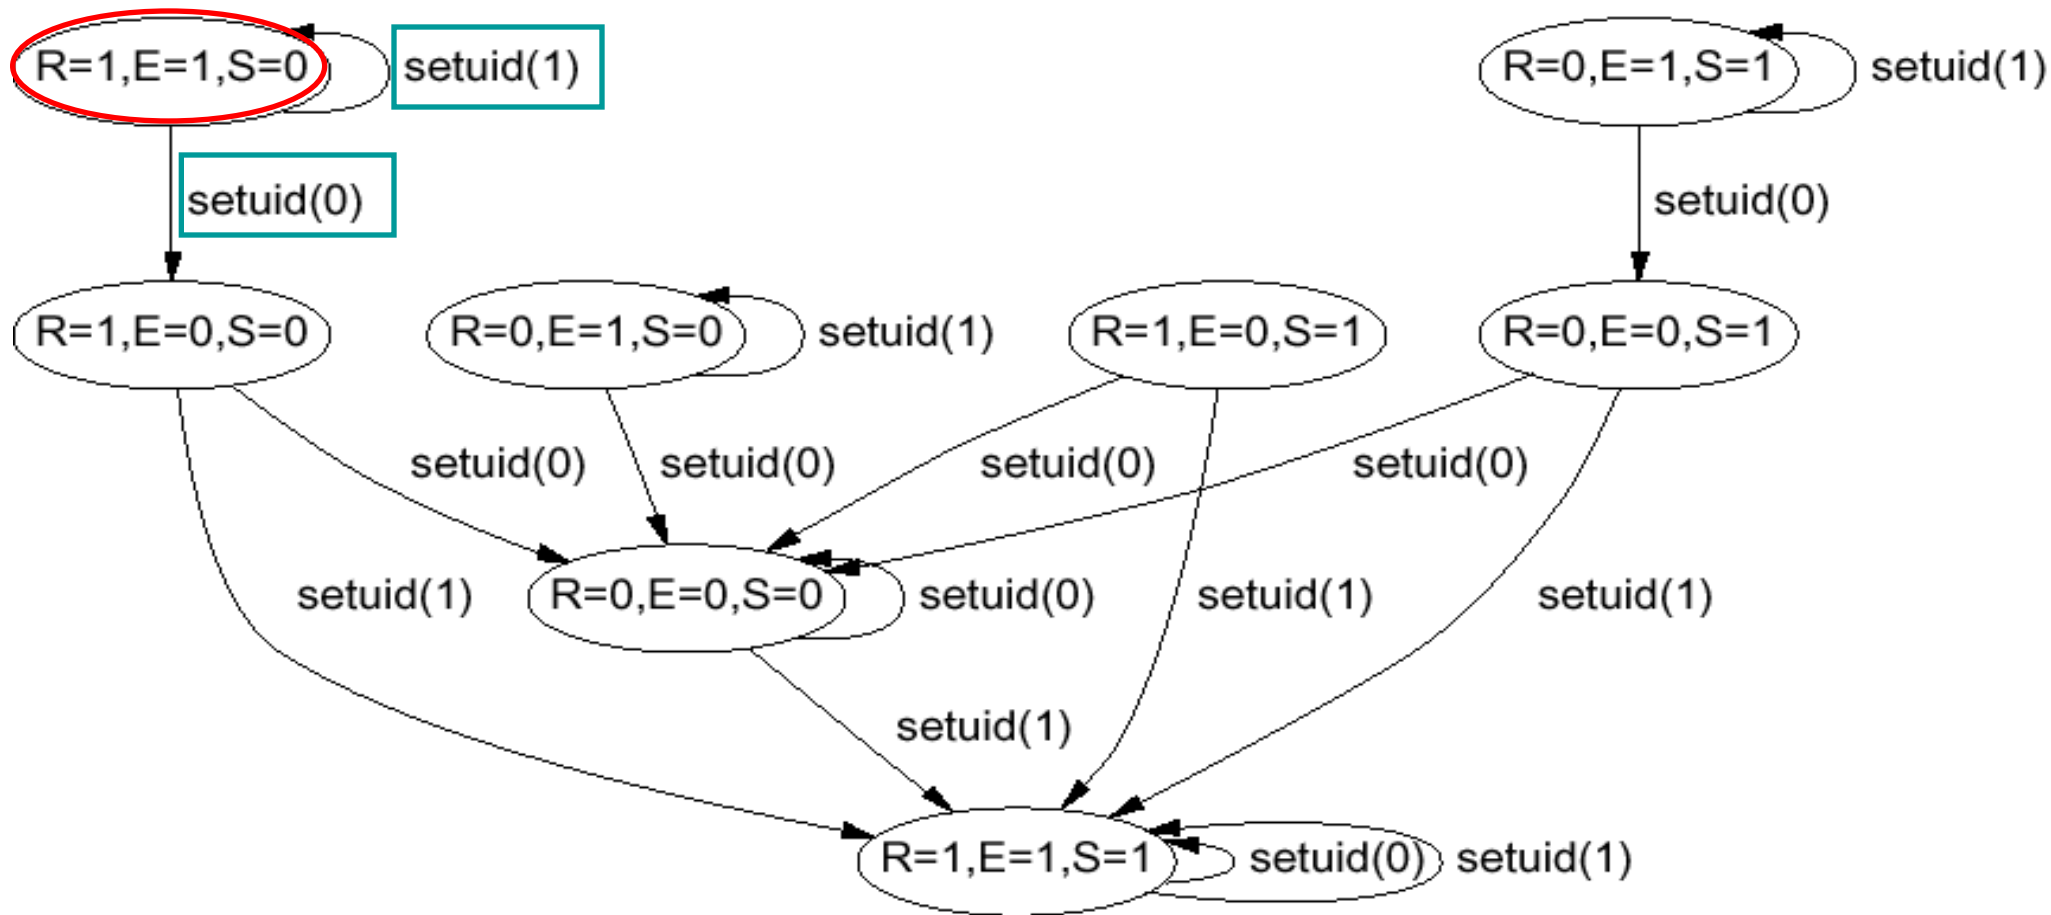 R=1,E=1,S=0
setuid(1)
R=0,E=1,S=1
setuid(1)
setuid(0)
setuid(0)
R=1,E=0,S=0
R=0,E=1,S=0
setuid(1)
R=1,E=0,S=1
R=0,E=0,S=1
setuid(0)
setuid(0)
setuid(0)
setuid(0)
setuid(1)
R=0,E=0,S=0
setuid(0)
setuid(1)
setuid(1)
setuid(1)
R=1,E=1,S=1
setuid(0)
setuid(1)